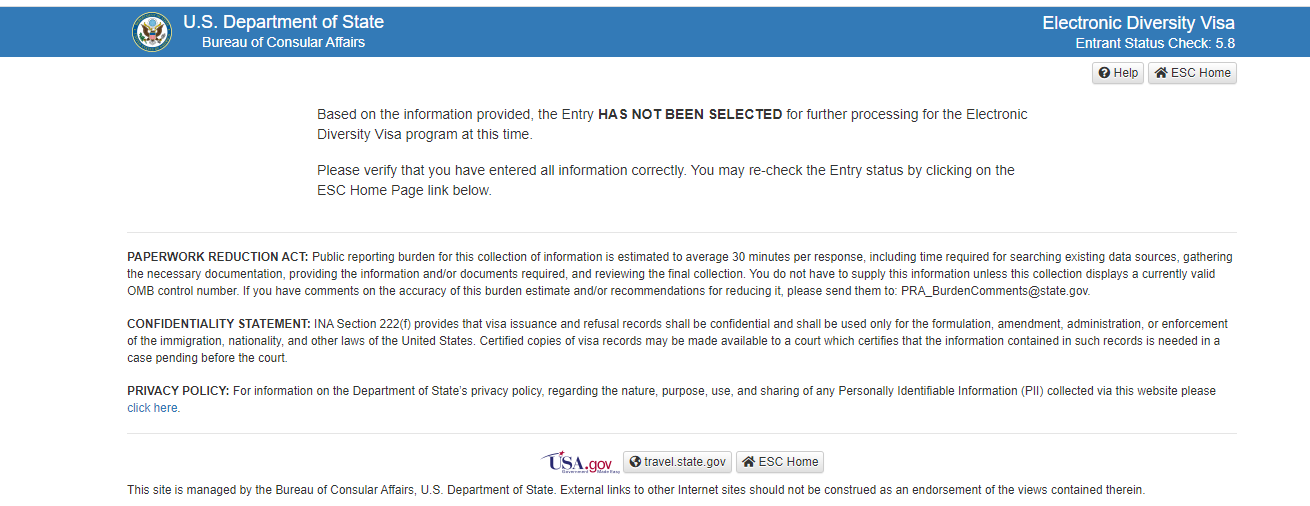 U.S. Department of State
Bureau of Consular Affairs
Electronic Diversity Visa
Entrant Status Check: 5.8
Help
ESC Home
Based on the information provided, the Entry HAS NOT BEEN SELECTED for further processing for the Electronic
Diversity Visa program at this time.
Please verify that you have entered all information correctly. You may re-check the Entry status by clicking on the
ESC Home Page link below.
PAPERWORK REDUCTION ACT: Public reporting burden for this collection of information is estimated to average 30 minutes per response, including time required for searching existing data sources, gathering
the necessary documentation, providing the information and/or documents required, and reviewing the final collection. You do not have to supply this information unless this collection displays a currently valid
OMB control number. If you have comments on the accuracy of this burden estimate and/or recommendations for reducing it, please send them to: PRA_BurdenComments@state.gov.
CONFIDENTIALITY STATEMENT: INA Section 222(f) provides that visa issuance and refusal records shall be confidential and shall be used only for the formulation, amendment, administration, or enforcement
of the immigration, nationality, and other laws of the United States. Certified copies of visa records may be made available to a court which certifies that the information contained in such records is needed in a
case pending before the court.
PRIVACY POLICY: For information on the Department of State's privacy policy, regarding the nature, purpose, use, and sharing of any Personally Identifiable Information (PII) collected via this website please
click here.
USA.gov
Government Made Easy
travel.state.gov
ESC Home
This site is managed by the Bureau of Consular Affairs, U.S. Department of State. External links to other Internet sites should not be construed as an endorsement of the views contained therein.